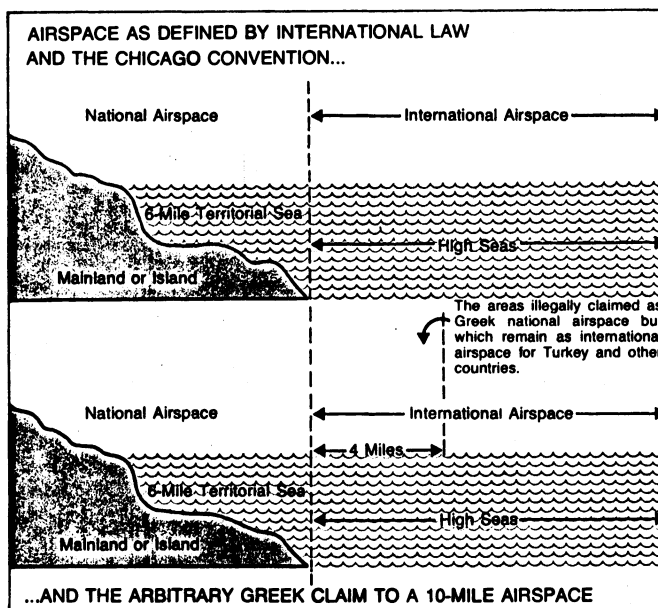 AIRSPACE AS DEFINED BY INTERNATIONAL LAW
AND THE CHICAGO CONVENTION...
National Airspace
International Airspace
6-Mile Territorial Sea
High Seas
Mainland or Island
The areas illegally claimed as
Greek national airspace bu
which remain as internationa
airspace for Turkey and other
countries.
National Airspace
International Airspace
4 Miles
6-Mile Territorial Sea
High Seas
Mainland or Island
...AND THE ARBITRARY GREEK CLAIM TO A 10-MILE AIRSPACE